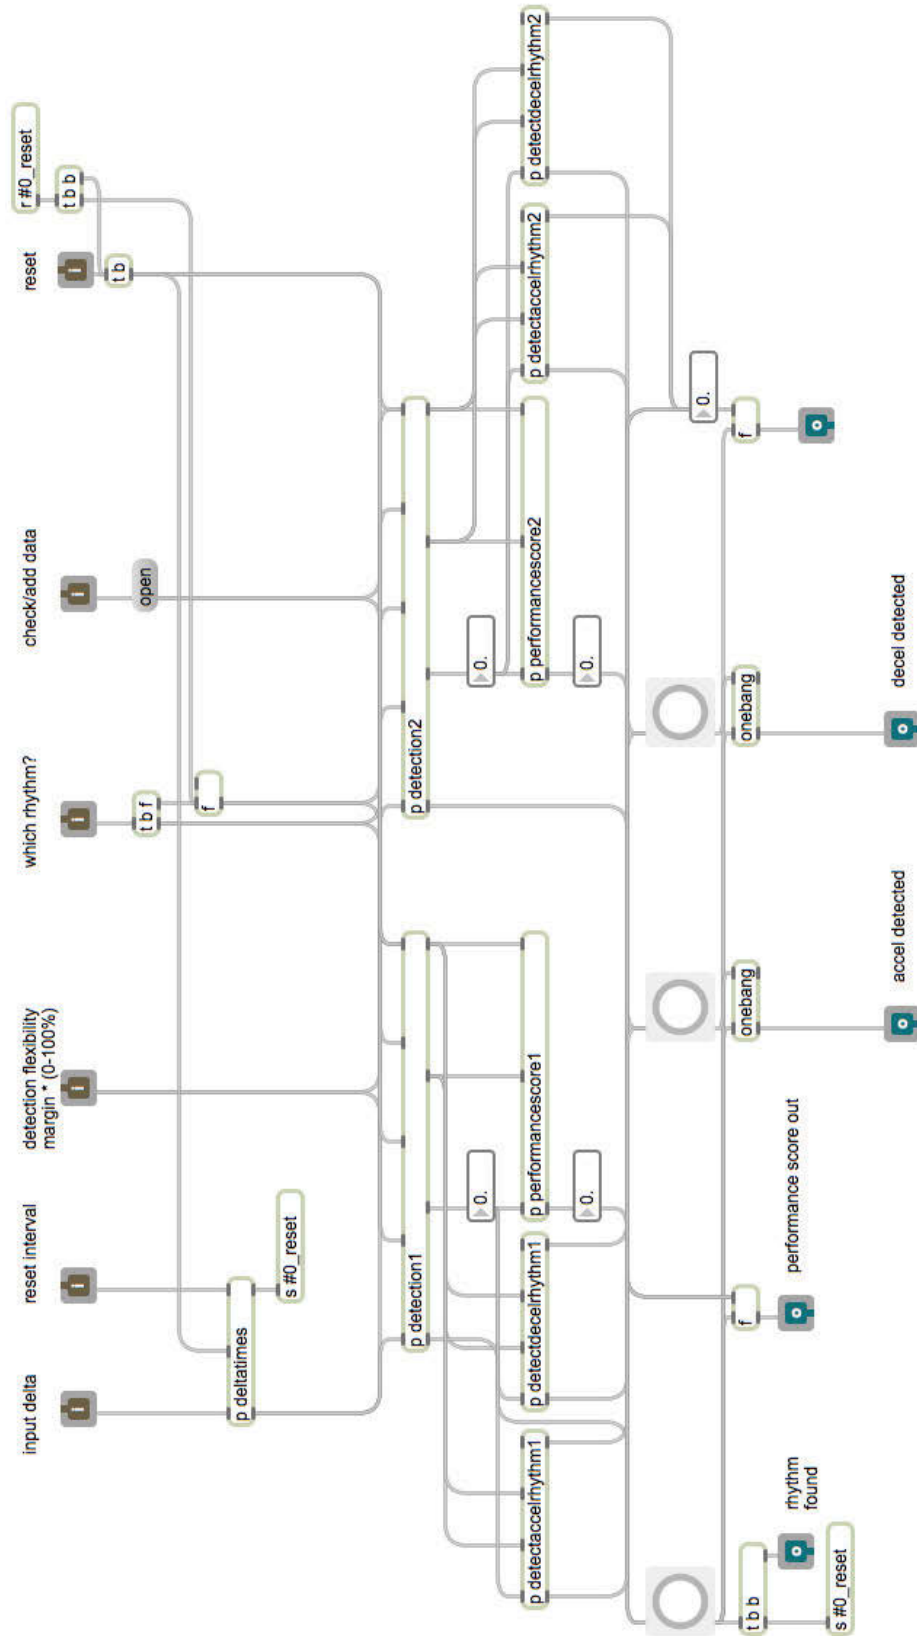 input delta
reset interval
detection flexibility
margin * (0-100%)
which rhythm?
check/add data
reset
r #0_reset
t b b
t b
open
t b f
f
p deltatimes
s #0_reset
p detection1
p detection2
0.
0.
p detectaccelrhythm1
p detectdecelrhythm1
p performancescore1
p performancescore2
p detectaccelrhythm2
p detectdecelrhythm2
0.
0.
0.
t b b
f
onebang
onebang
f
s #0_reset
rhythm
found
performance score out
accel detected
decel detected